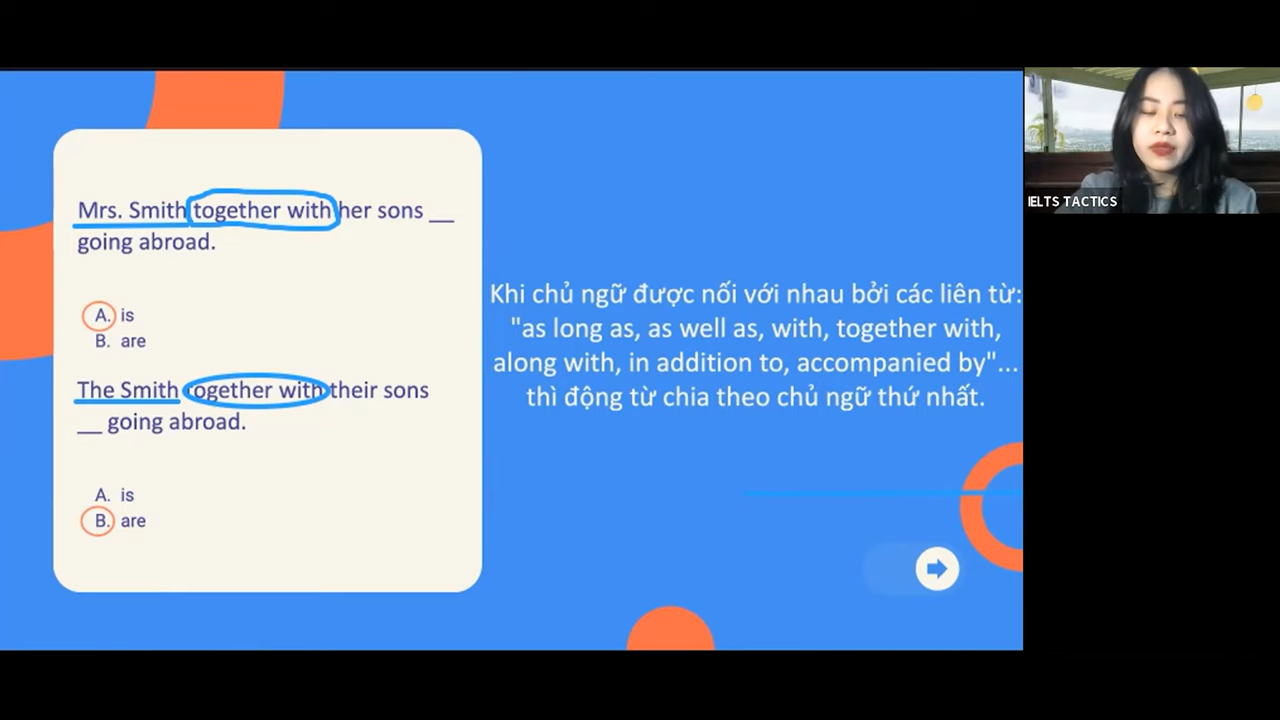 Mrs. Smith together with her sons __
going abroad.
A. is
B. are
The Smith together with their sons
__ going abroad.
A. is
B. are
Khi chủ ngữ được nối với nhau bởi các liên từ:
"as long as, as well as, with, together with,
along with, in addition to, accompanied by"...
thì động từ chia theo chủ ngữ thứ nhất.
IELTS TACTICS